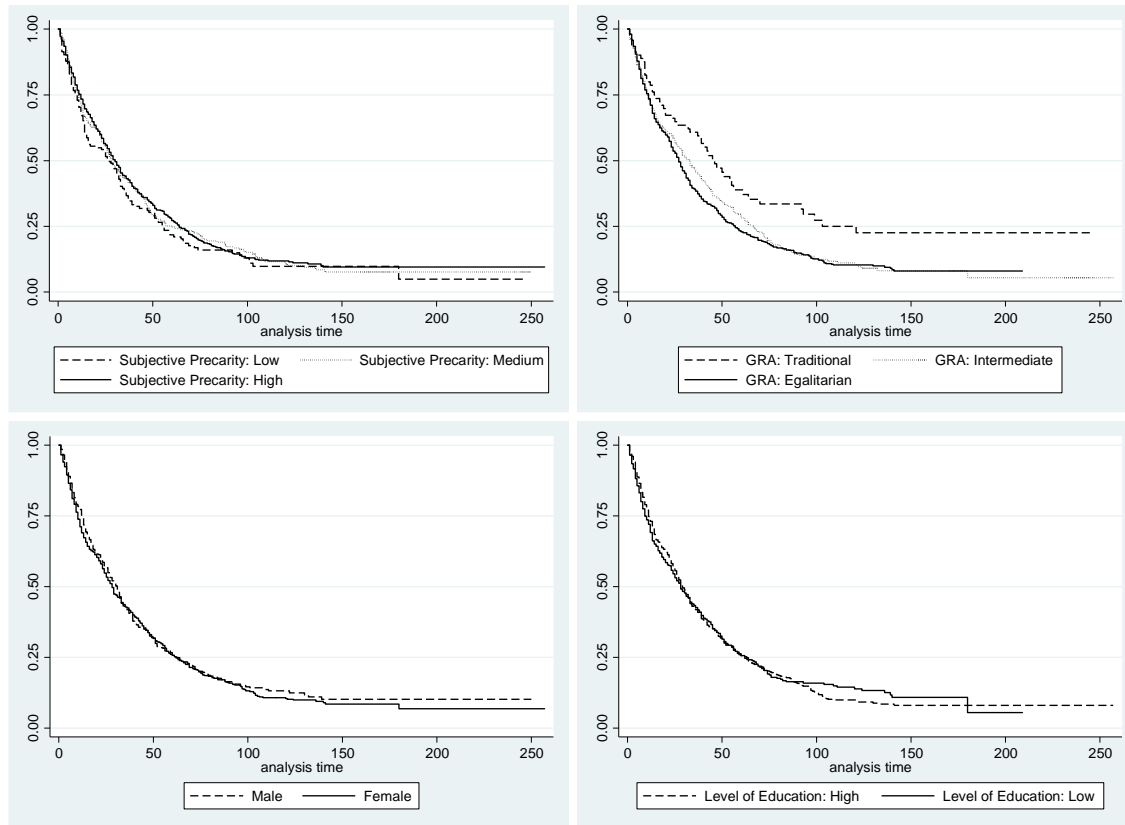 1.00
0.75
0.50
0.25
0.00
0 50 100 150 200 250
analysis time
Subjective Precarity: Low Subjective Precarity: Medium
Subjective Precarity: High
1.00
0.75
0.50
0.25
0.00
0 50 100 150 200 250
analysis time
GRA: Traditional GRA: Intermediate
GRA: Egalitarian
1.00
0.75
0.50
0.25
0.00
0 50 100 150 200 250
analysis time
Male Female
1.00
0.75
0.50
0.25
0.00
0 50 100 150 200 250
analysis time
Level of Education: High Level of Education: Low